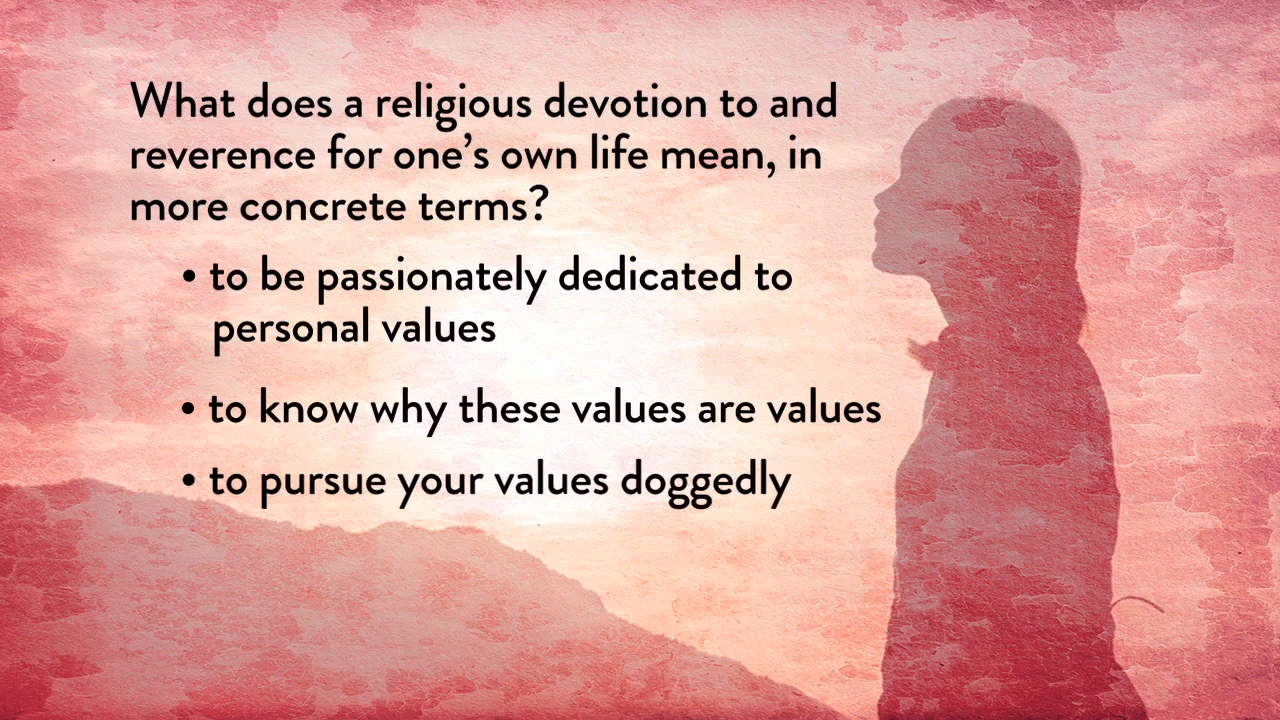 What does a religious devotion to and
reverence for one’s own life mean, in
more concrete terms?
• to be passionately dedicated to
personal values
• to know why these values are values
• to pursue your values doggedly